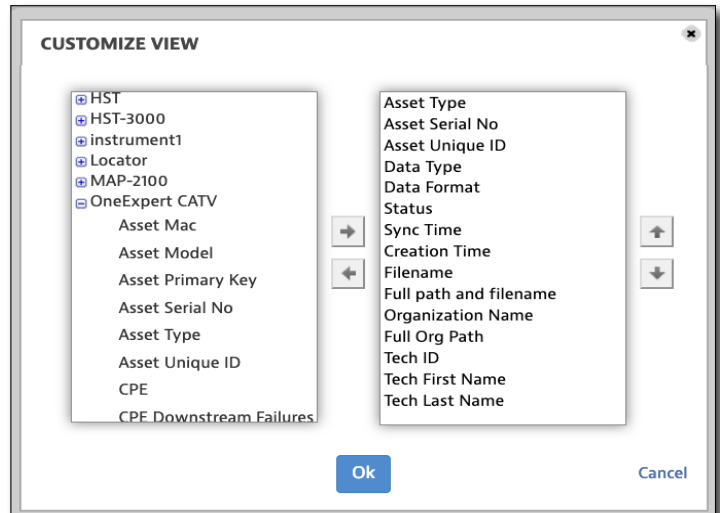 CUSTOMIZE VIEW
HST
HST-3000
instrument1
Locator
MAP-2100
OneExpert CATV
Asset Mac
Asset Model
Asset Primary Key
Asset Serial No
Asset Type
Asset Unique ID
CPE
CPE Downstream Failures
Asset Type
Asset Serial No
Asset Unique ID
Data Type
Data Format
Status
Sync Time
Creation Time
Filename
Full path and filename
Organization Name
Full Org Path
Tech ID
Tech First Name
Tech Last Name
Ok
Cancel